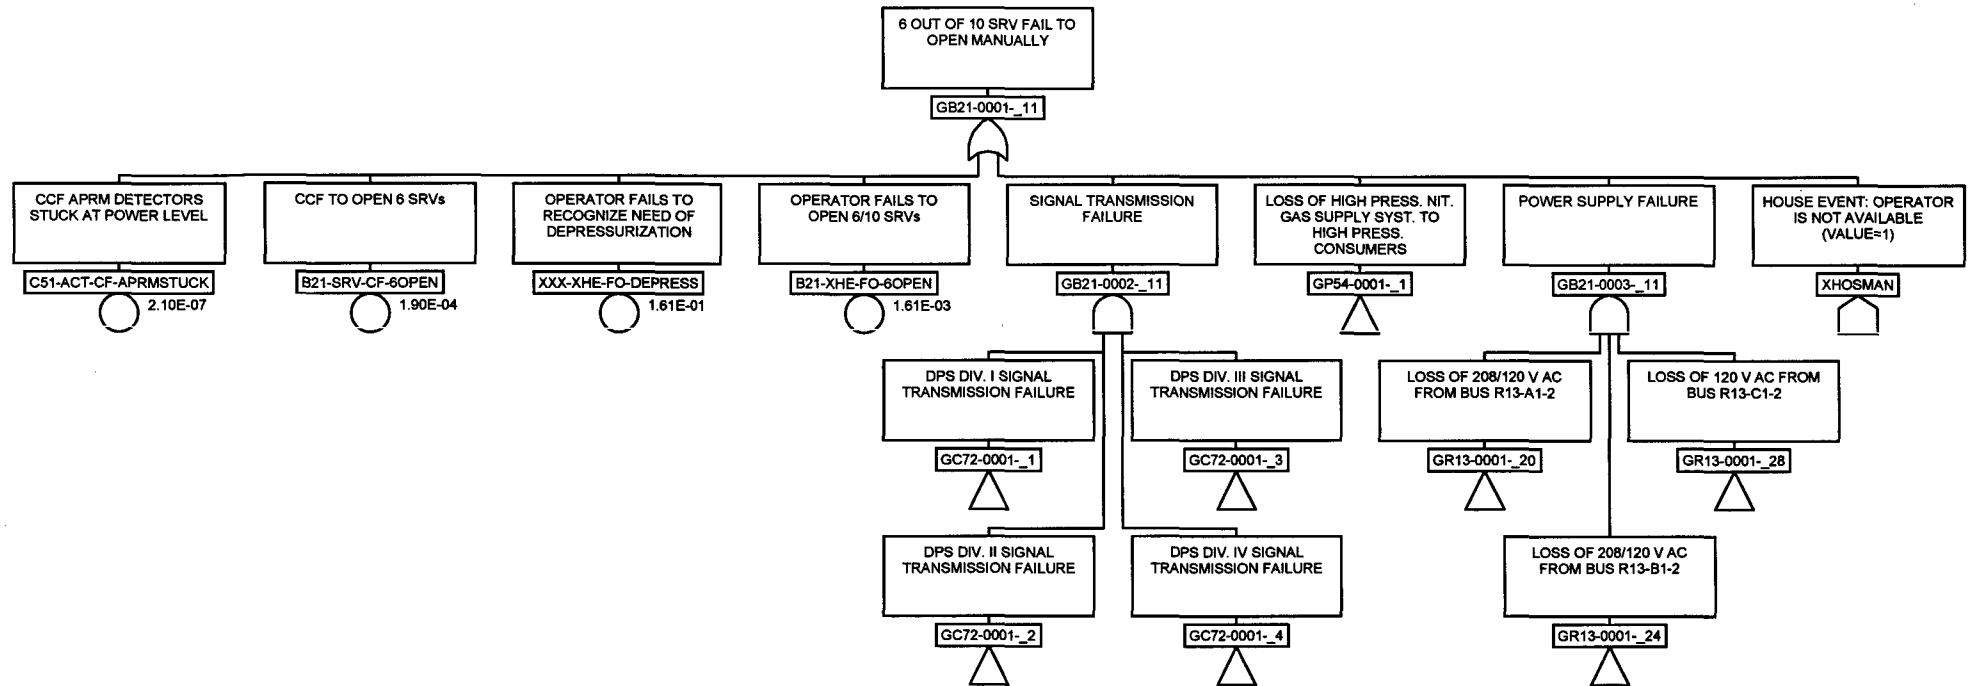 6 OUT OF 10 SRV FAIL TO
OPEN MANUALLY
GB21-0001-_11
CCF APRM DETECTORS
STUCK AT POWER LEVEL
C51-ACT-CF-APRMSTUCK
2.10E-07
CCF TO OPEN 6 SRVs
B21-SRV-CF-6OPEN
1.90E-04
OPERATOR FAILS TO
RECOGNIZE NEED OF
DEPRESSURIZATION
XXX-XHE-FO-DEPRESS
1.61E-01
OPERATOR FAILS TO
OPEN 6/10 SRVs
B21-XHE-FO-6OPEN
1.61E-03
SIGNAL TRANSMISSION
FAILURE
GB21-0002-_11
LOSS OF HIGH PRESS. NIT.
GAS SUPPLY SYST. TO
HIGH PRESS.
CONSUMERS
GP54-0001-_1
POWER SUPPLY FAILURE
GB21-0003-_11
HOUSE EVENT: OPERATOR
IS NOT AVAILABLE
(VALUE=1)
XHOSMAN
DPS DIV. I SIGNAL
TRANSMISSION FAILURE
GC72-0001-_1
DPS DIV. III SIGNAL
TRANSMISSION FAILURE
GC72-0001-_3
LOSS OF 208/120 V AC
FROM BUS R13-A1-2
GR13-0001-_20
LOSS OF 120 V AC FROM
BUS R13-C1-2
GR13-0001-_28
DPS DIV. II SIGNAL
TRANSMISSION FAILURE
GC72-0001-_2
DPS DIV. IV SIGNAL
TRANSMISSION FAILURE
GC72-0001-_4
LOSS OF 208/120 V AC
FROM BUS R13-B1-2
GR13-0001-_24